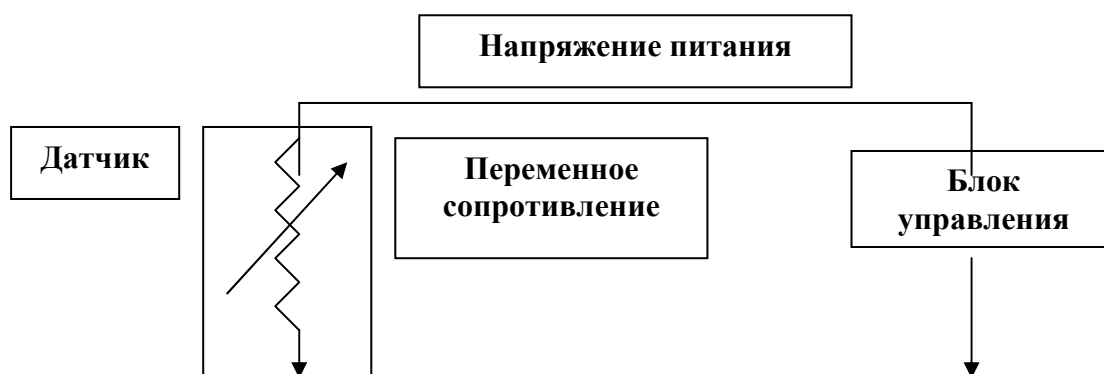 Напряжение питания
Датчик
Переменное
сопротивление
Блок
управления